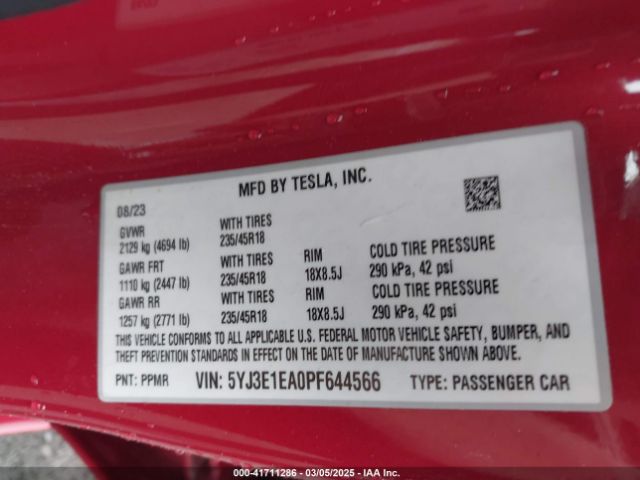 MFD BY TESLA, INC.
08/23
GVWR
2129 kg (4694 lb)
WITH TIRES
235/45R18
GAWR FRT
1110 kg (2447 lb)
WITH TIRES
235/45R18
RIM
18X8.5J
COLD TIRE PRESSURE
290 kPa, 42 psi
GAWR RR
1257 kg (2771 lb)
WITH TIRES
235/45R18
RIM
18X8.5J
COLD TIRE PRESSURE
290 kPa, 42 psi
THIS VEHICLE CONFORMS TO ALL APPLICABLE U.S. FEDERAL MOTOR VEHICLE SAFETY, BUMPER, AND
THEFT PREVENTION STANDARDS IN EFFECT ON THE DATE OF MANUFACTURE SHOWN ABOVE.
PNT: PPMR
VIN: 5YJ3E1EA0PF644566
TYPE: PASSENGER CAR
000-41711286 - 03/05/2025 - IAA Inc.